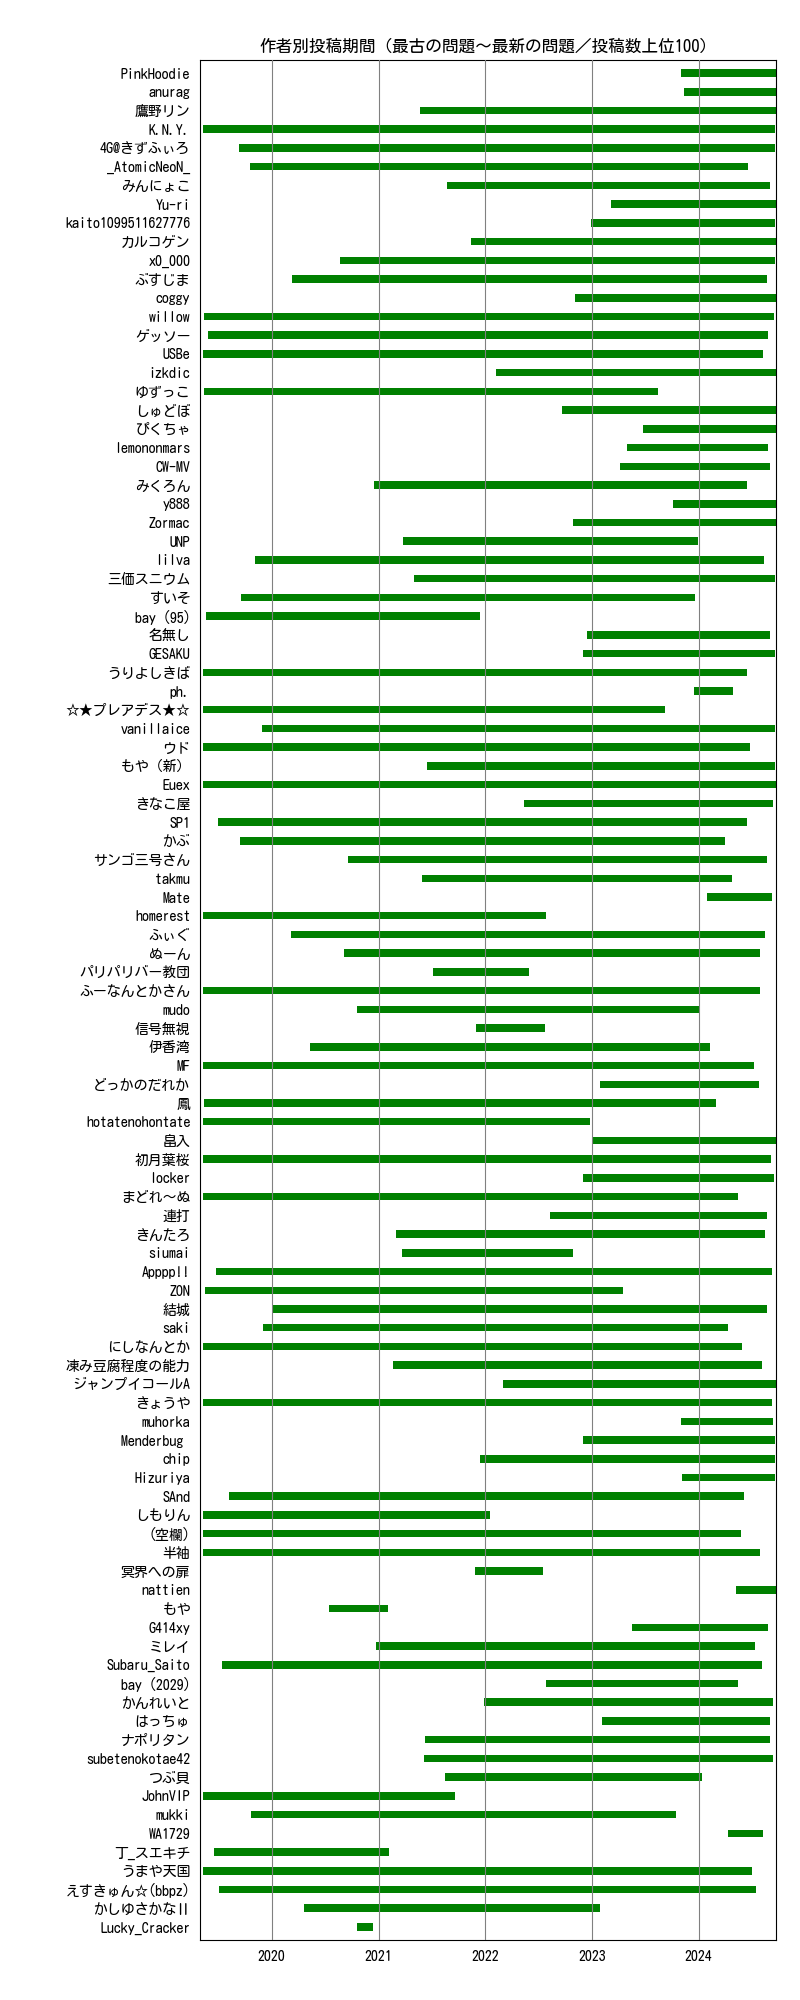 作者別投稿期間（最古の問題～最新の問題／投稿数上位100）
PinkHoodie
anurag
鷹野リン
K.N.Y.
4G@きずふぃろ
_AtomicNeoN_
みんにょこ
Yu-ri
kaito1099511627776
カルコゲン
x0_000
ぶすじま
coggy
willow
ゲッソー
USBe
izkdic
ゆずっこ
しゅどぼ
ぴくちゃ
lemononmars
CW-MV
みくろん
y888
Zormac
UNP
lilva
三価スニウム
すいそ
bay (95)
名無し
GESAKU
うりよしきば
ph.
☆★プレアデス★☆
vanillaice
ウド
もや（新）
Euex
きなこ屋
SP1
かぶ
サンゴ三号さん
takmu
Mate
homerest
ふぃぐ
ぬーん
パリパリバー教団
ふーなんとかさん
mudo
信号無視
伊香湾
MF
どっかのだれか
鳳
hotatenohontate
畠入
初月葉桜
locker
まどれ～ぬ
連打
きんたろ
siumai
Appppll
ZON
結城
saki
にしなんとか
凍み豆腐程度の能力
ジャンプイコールA
きょうや
muhorka
Menderbug
chip
Hizuriya
SAnd
しもりん
(空欄)
半袖
冥界への扉
nattien
もや
G414xy
ミレイ
Subaru_Saito
bay (2029)
かんれいと
はっちゅ
ナポリタン
subetenokotae42
つぶ貝
JohnVIP
mukki
WA1729
丁_スエキチ
うまや天国
えすきゅん☆(bbpz)
かしゆさかなII
Lucky_Cracker
2020 2021 2022 2023 2024